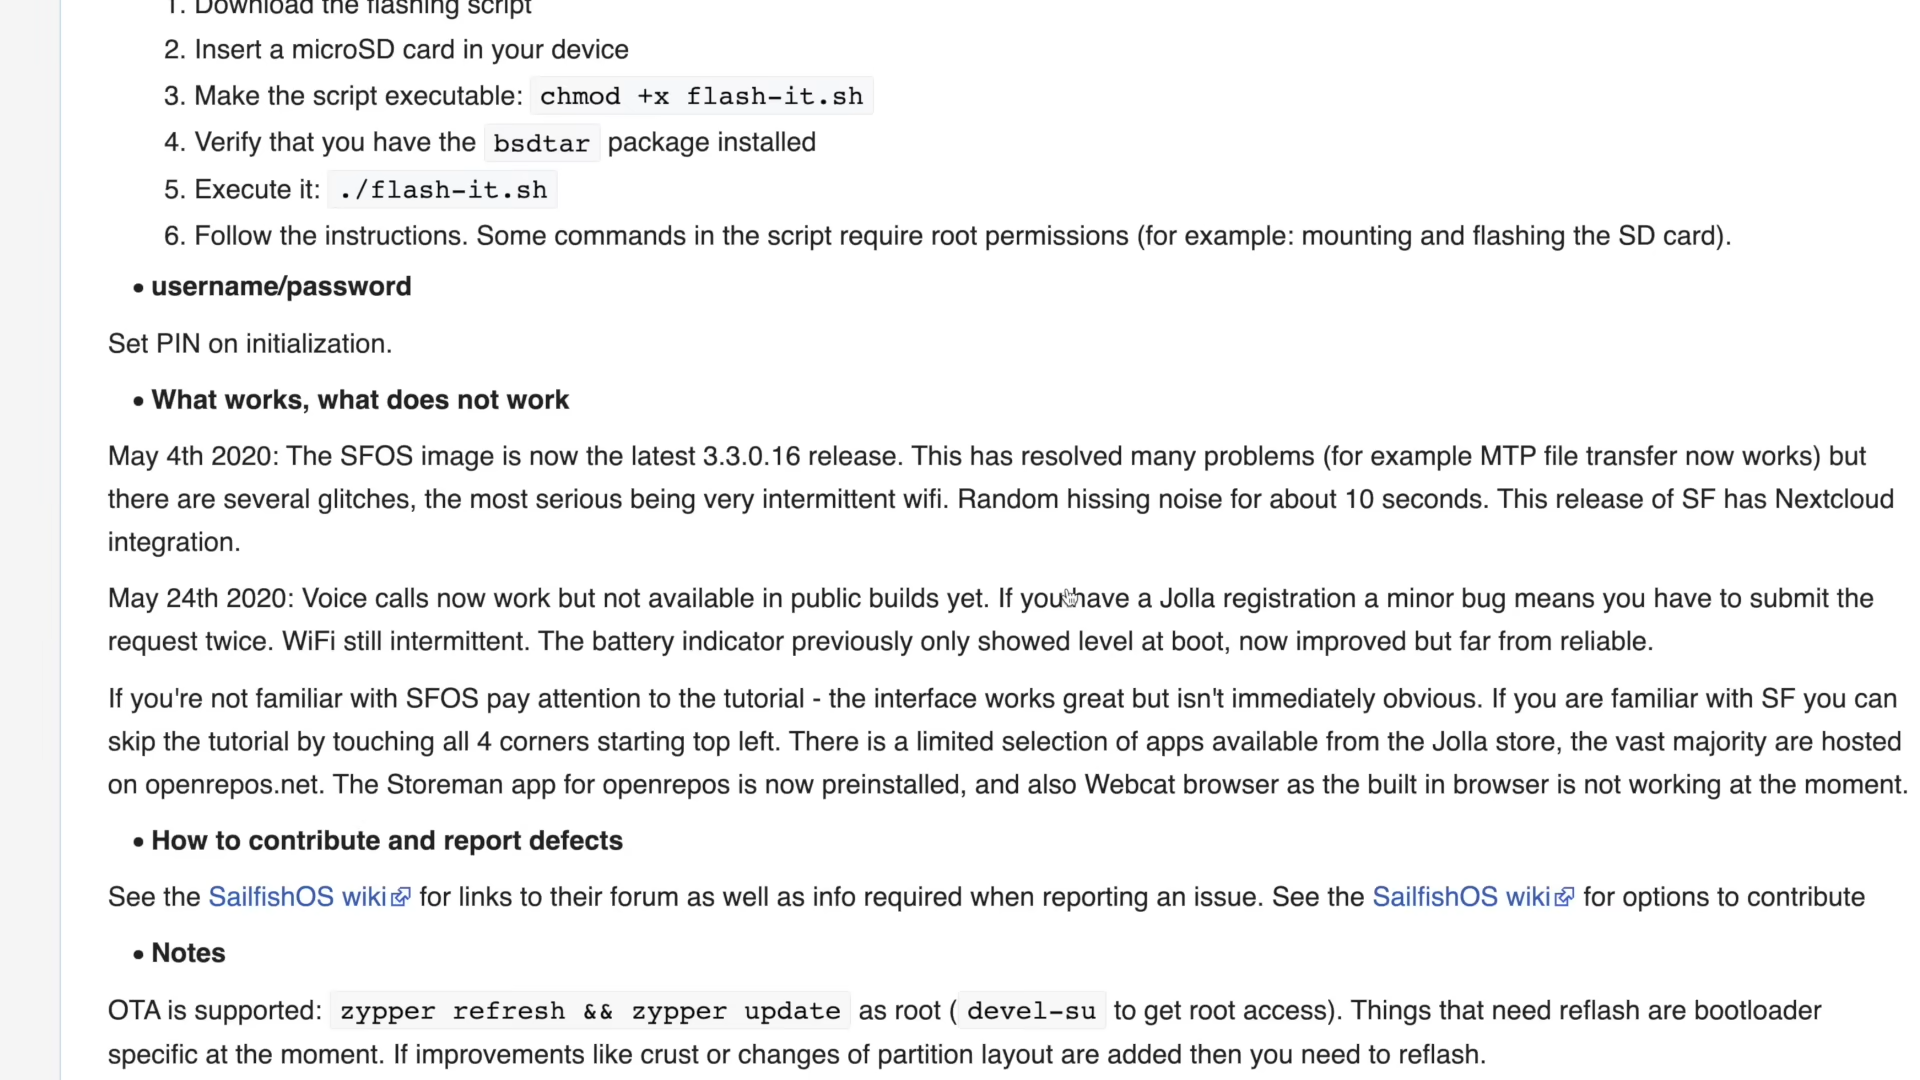 1. Download the flashing script
2. Insert a microSD card in your device
3. Make the script executable: chmod +x flash-it.sh
4. Verify that you have the bsdtar package installed
5. Execute it: ./flash-it.sh
6. Follow the instructions. Some commands in the script require root permissions (for example: mounting and flashing the SD card).
• username/password
Set PIN on initialization.
• What works, what does not work
May 4th 2020: The SFOS image is now the latest 3.3.0.16 release. This has resolved many problems (for example MTP file transfer now works) but
there are several glitches, the most serious being very intermittent wifi. Random hissing noise for about 10 seconds. This release of SF has Nextcloud
integration.
May 24th 2020: Voice calls now work but not available in public builds yet. If you have a Jolla registration a minor bug means you have to submit the
request twice. WiFi still intermittent. The battery indicator previously only showed level at boot, now improved but far from reliable.
If you're not familiar with SFOS pay attention to the tutorial - the interface works great but isn't immediately obvious. If you are familiar with SF you can
skip the tutorial by touching all 4 corners starting top left. There is a limited selection of apps available from the Jolla store, the vast majority are hosted
on openrepos.net. The Storeman app for openrepos is now preinstalled, and also Webcat browser as the built in browser is not working at the moment.
• How to contribute and report defects
See the SailfishOS wiki for links to their forum as well as info required when reporting an issue. See the SailfishOS wiki for options to contribute
• Notes
OTA is supported: zypper refresh && zypper update as root ( devel-su to get root access). Things that need reflash are bootloader
specific at the moment. If improvements like crust or changes of partition layout are added then you need to reflash.